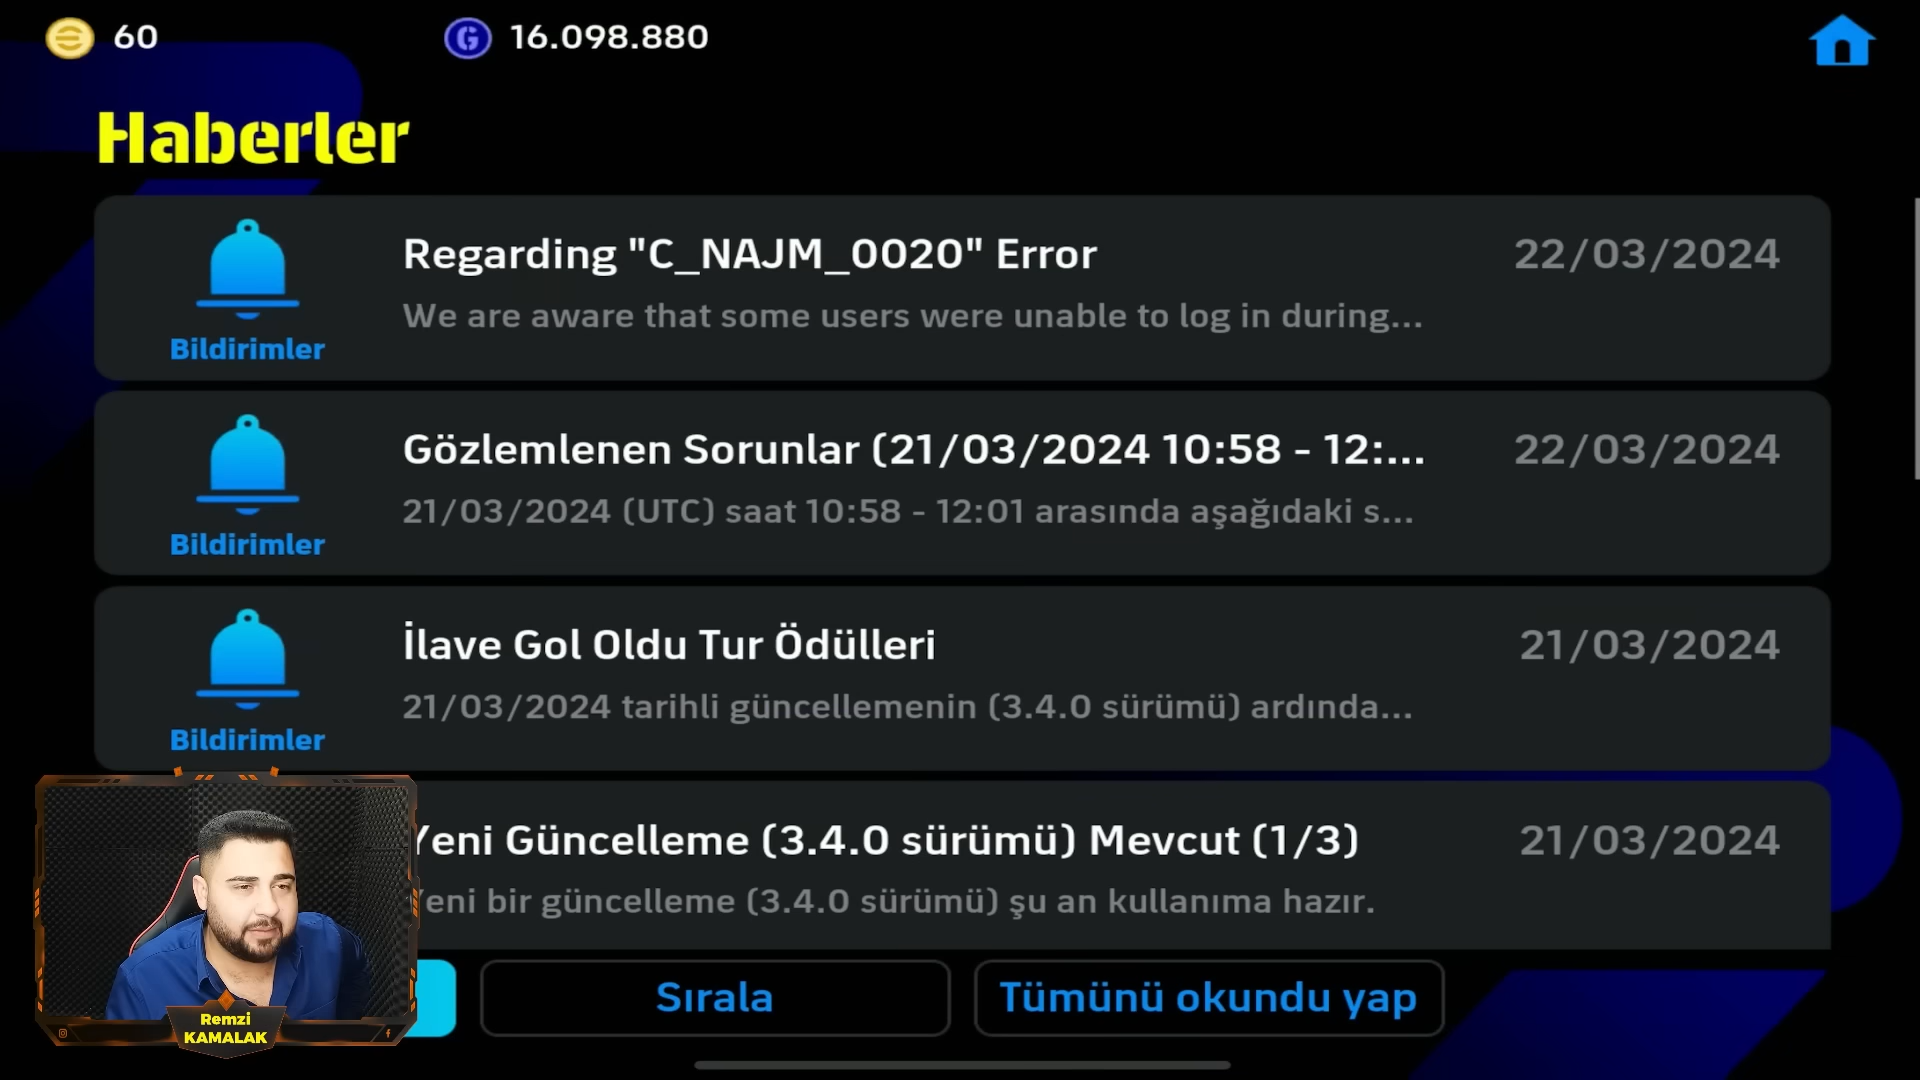 60
16.098.880
Haberler
Regarding "C_NAJM_0020" Error
22/03/2024
We are aware that some users were unable to log in during...
Bildirimler
Gözlemlenen Sorunlar (21/03/2024 10:58 - 12:...
22/03/2024
21/03/2024 (UTC) saat 10:58 - 12:01 arasında aşağıdaki s...
Bildirimler
İlave Gol Oldu Tur Ödülleri
21/03/2024
21/03/2024 tarihli güncellemenin (3.4.0 sürümü) ardında...
Bildirimler
Yeni Güncelleme (3.4.0 sürümü) Mevcut (1/3)
21/03/2024
Yeni bir güncelleme (3.4.0 sürümü) şu an kullanıma hazır.
Sırala
Tümünü okundu yap
Remzi
KAMALAK